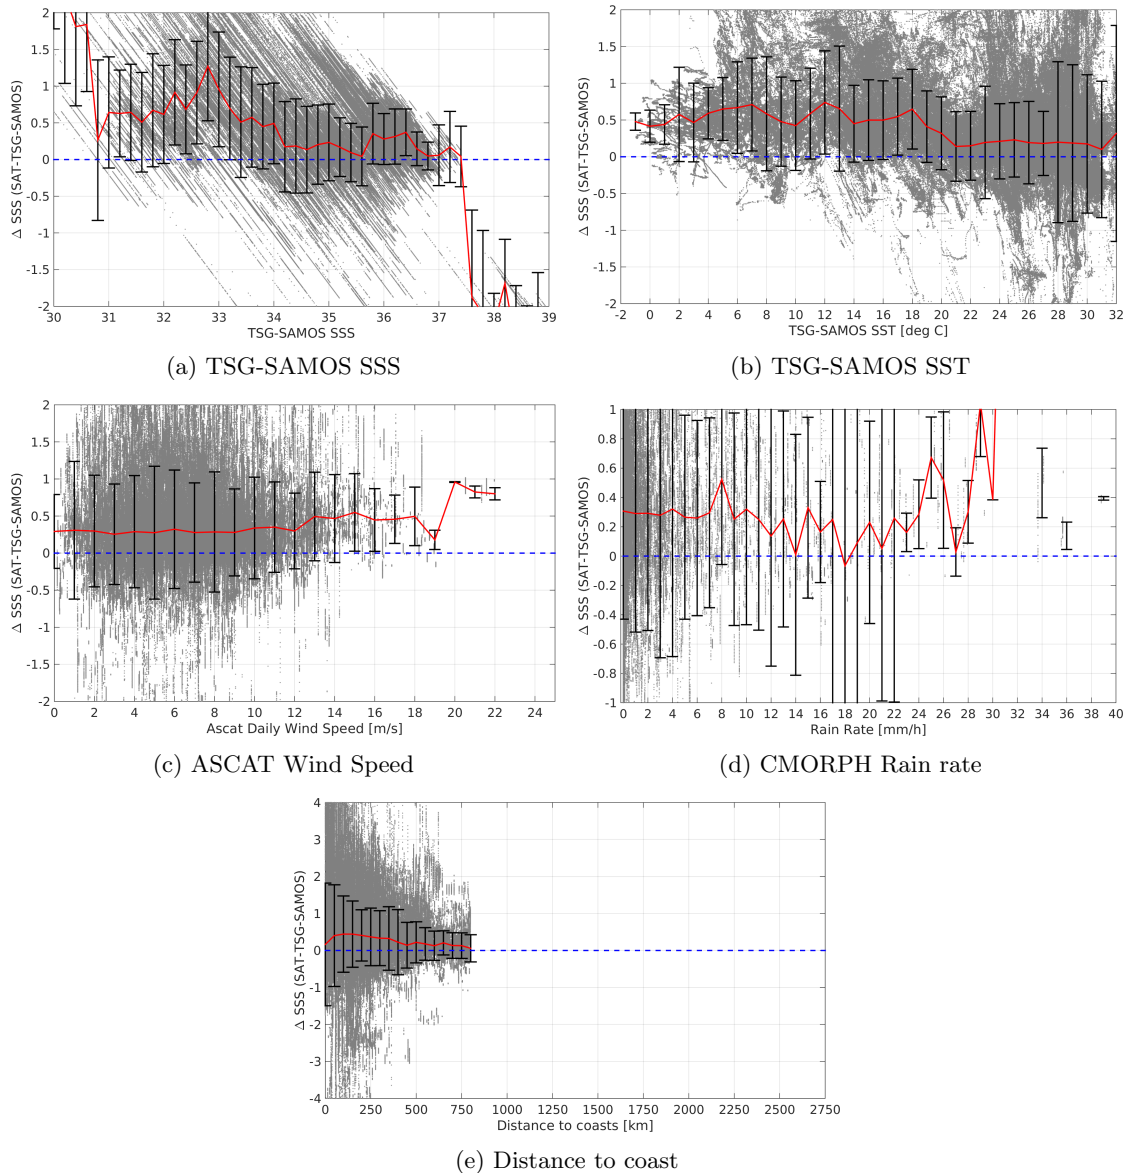 2
1.5
1
0.5
0
-0.5
-1
-1.5
-2
Δ SSS (SAT-TSG-SAMOS)
30 31 32 33 34 35 36 37 38 39
TSG-SAMOS SSS
(a) TSG-SAMOS SSS
2
1.5
1
0.5
0
-0.5
-1
-1.5
-2
Δ SSS (SAT-TSG-SAMOS)
-2 0 2 4 6 8 10 12 14 16 18 20 22 24 26 28 30 32
TSG-SAMOS SST [deg C]
(b) TSG-SAMOS SST
2
1.5
1
0.5
0
-0.5
-1
-1.5
-2
Δ SSS (SAT-TSG-SAMOS)
0 2 4 6 8 10 12 14 16 18 20 22 24
Ascat Daily Wind Speed [m/s]
(c) ASCAT Wind Speed
1
0.8
0.6
0.4
0.2
0
-0.2
-0.4
-0.6
-0.8
-1
Δ SSS (SAT-TSG-SAMOS)
0 2 4 6 8 10 12 14 16 18 20 22 24 26 28 30 32 34 36 38 40
Rain Rate [mm/h]
(d) CMORPH Rain rate
4
3
2
1
0
-1
-2
-3
-4
Δ SSS (SAT-TSG-SAMOS)
0 250 500 750 1000 1250 1500 1750 2000 2250 2500 2750
Distance to coasts [km]
(e) Distance to coast